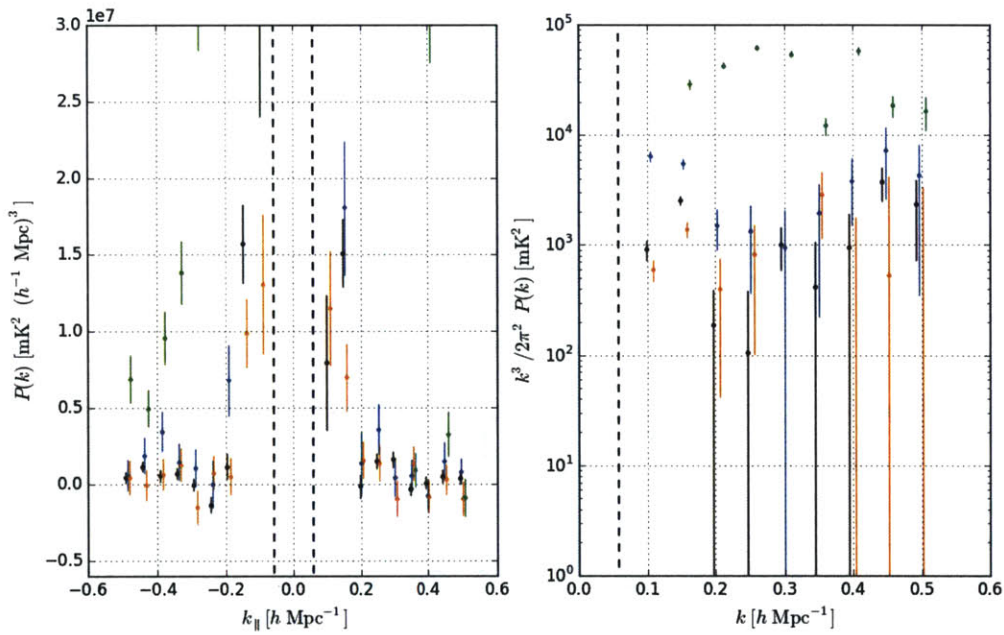 3.0 1e7
2.5
2.0
1.5
1.0
0.5
0.0
−0.5
P(k) [mK² (h⁻¹ Mpc)³ ]
−0.6 −0.4 −0.2 0.0 0.2 0.4 0.6
k∥ [h Mpc⁻¹]
10⁵
10⁴
10³
10²
10¹
10⁰
k³/2π² P(k) [mK²]
0.0 0.1 0.2 0.3 0.4 0.5 0.6
k [h Mpc⁻¹]